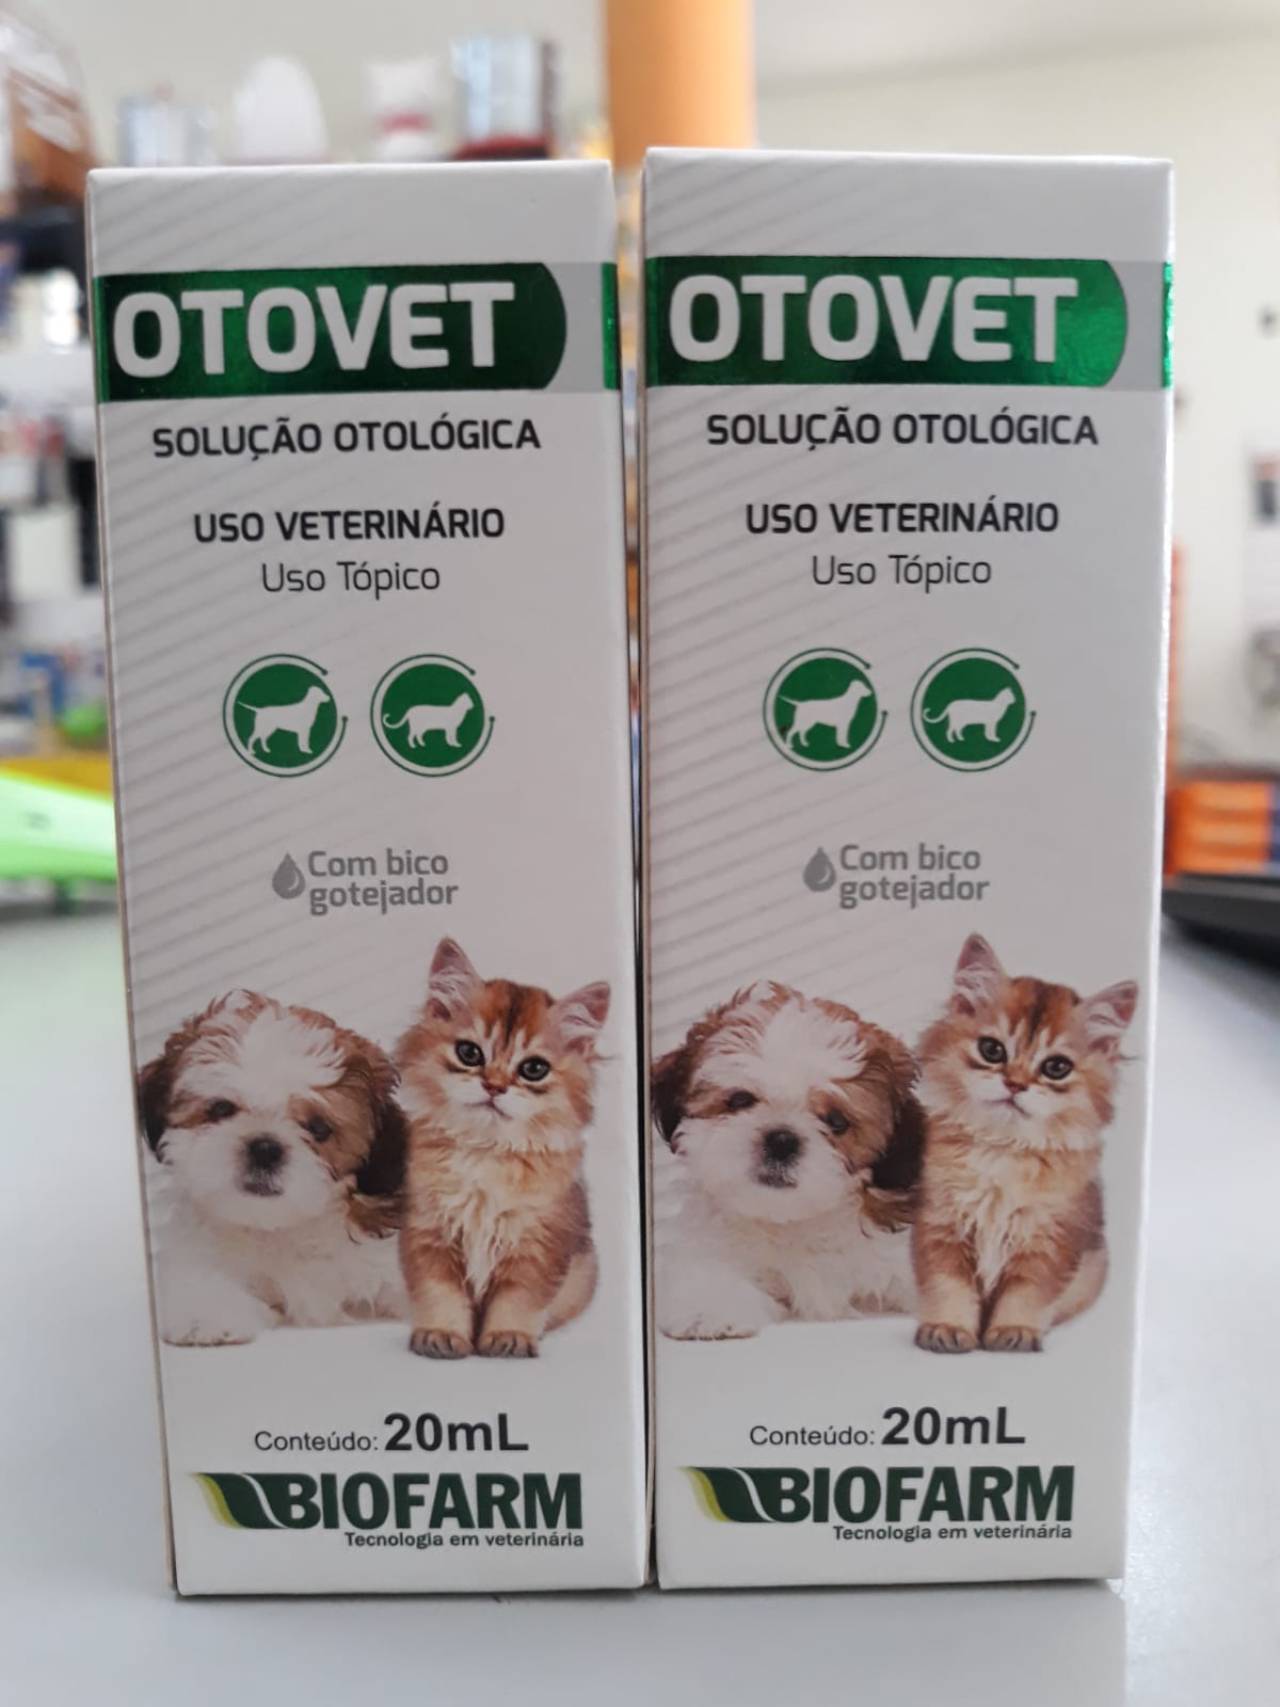 OTOVET
SOLUÇÃO OTOLÓGICA
USO VETERINÁRIO
Uso Tópico
Com bico
gotejador
Conteúdo: 20mL
BIOFARM
Tecnologia em veterinária
OTOVET
SOLUÇÃO OTOLÓGICA
USO VETERINÁRIO
Uso Tópico
Com bico
gotejador
Conteúdo: 20mL
BIOFARM
Tecnologia em veterinária